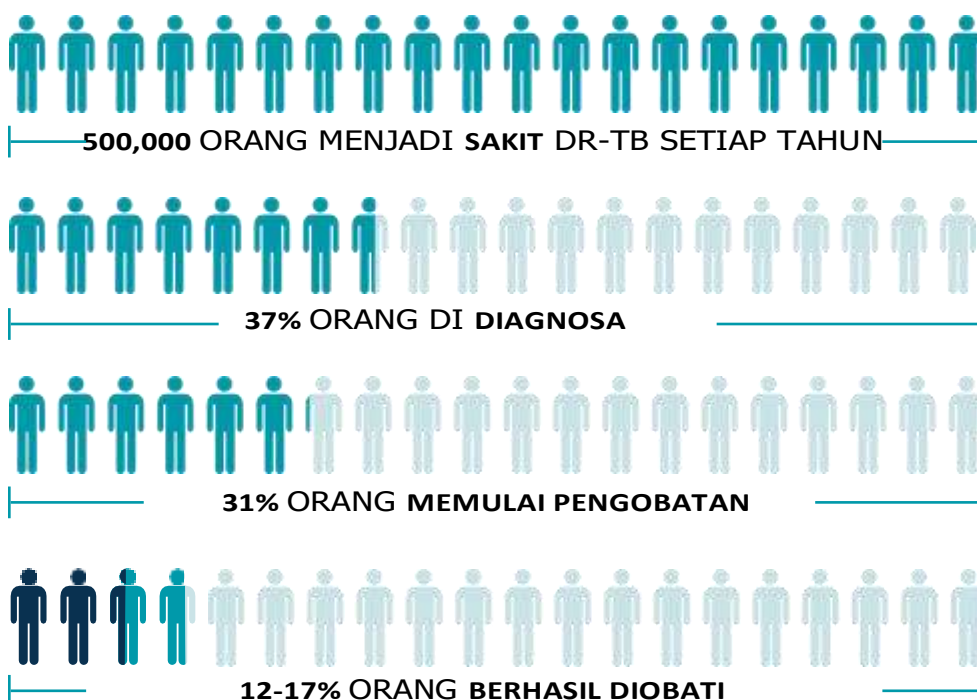 500,000 ORANG MENJADI SAKIT DR-TB SETIAP TAHUN
37% ORANG DI DIAGNOSA
31% ORANG MEMULAI PENGOBATAN
12-17% ORANG BERHASIL DIOBATI